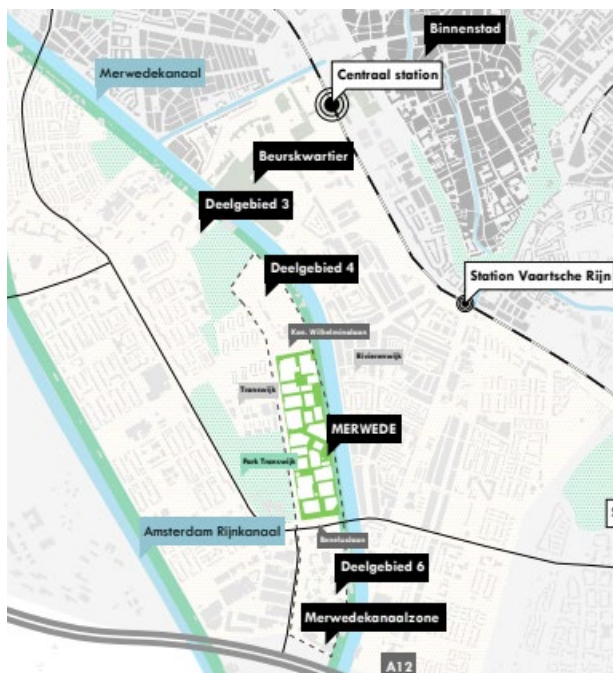 Binnenstad
Merwedekanaal
Centraal station
Beurskwartier
Deelgebied 3
Deelgebied 4
Station Vaartsche Rijn
Kon. Wilhelminalaan
Rivierenwijk
Transwijk
MERWEDE
Park Transwijk
S
Amsterdam Rijnkanaal
Beneluxlaan
Deelgebied 6
Merwedekanaalzone
A12